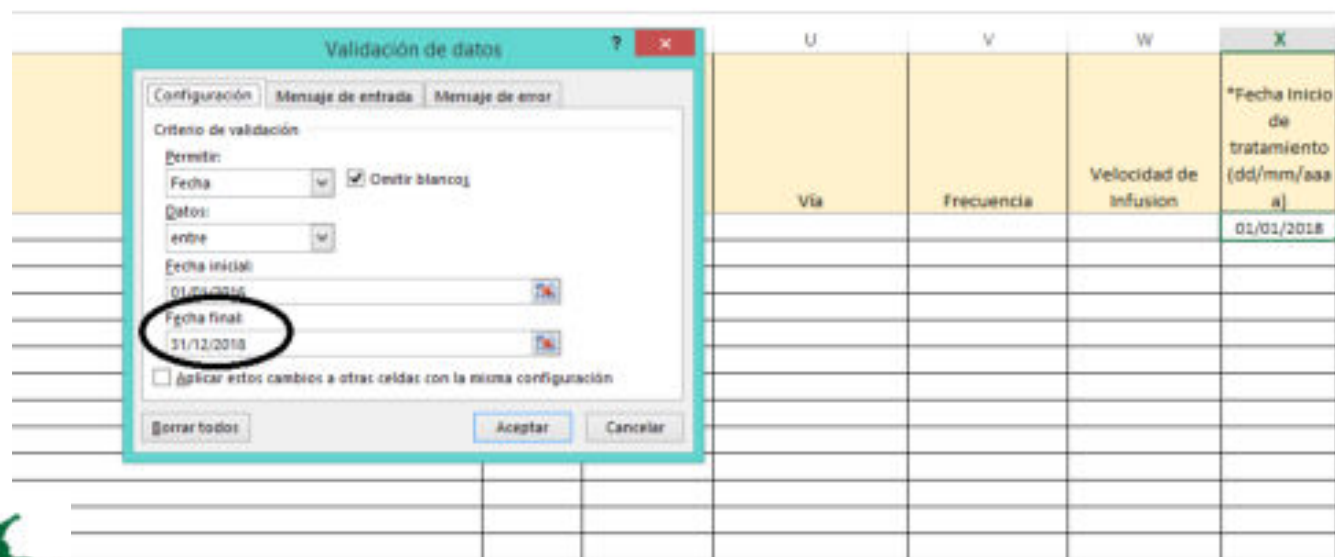 Validación de datos
?
×
U
V
W
X
Configuración
Mensaje de entrada
Mensaje de error
Criterio de validación
Permitir:
Fecha
Omitir blancos
Datos:
entre
Fecha inicial:
Fecha final:
31/12/2018
Aplicar estos cambios a otras celdas con la misma configuración
Borrar todos
Aceptar
Cancelar
Vía
Frecuencia
Velocidad de
Infusion
*Fecha Inicio
de
tratamiento
(dd/mm/aaa
a)
01/01/2018